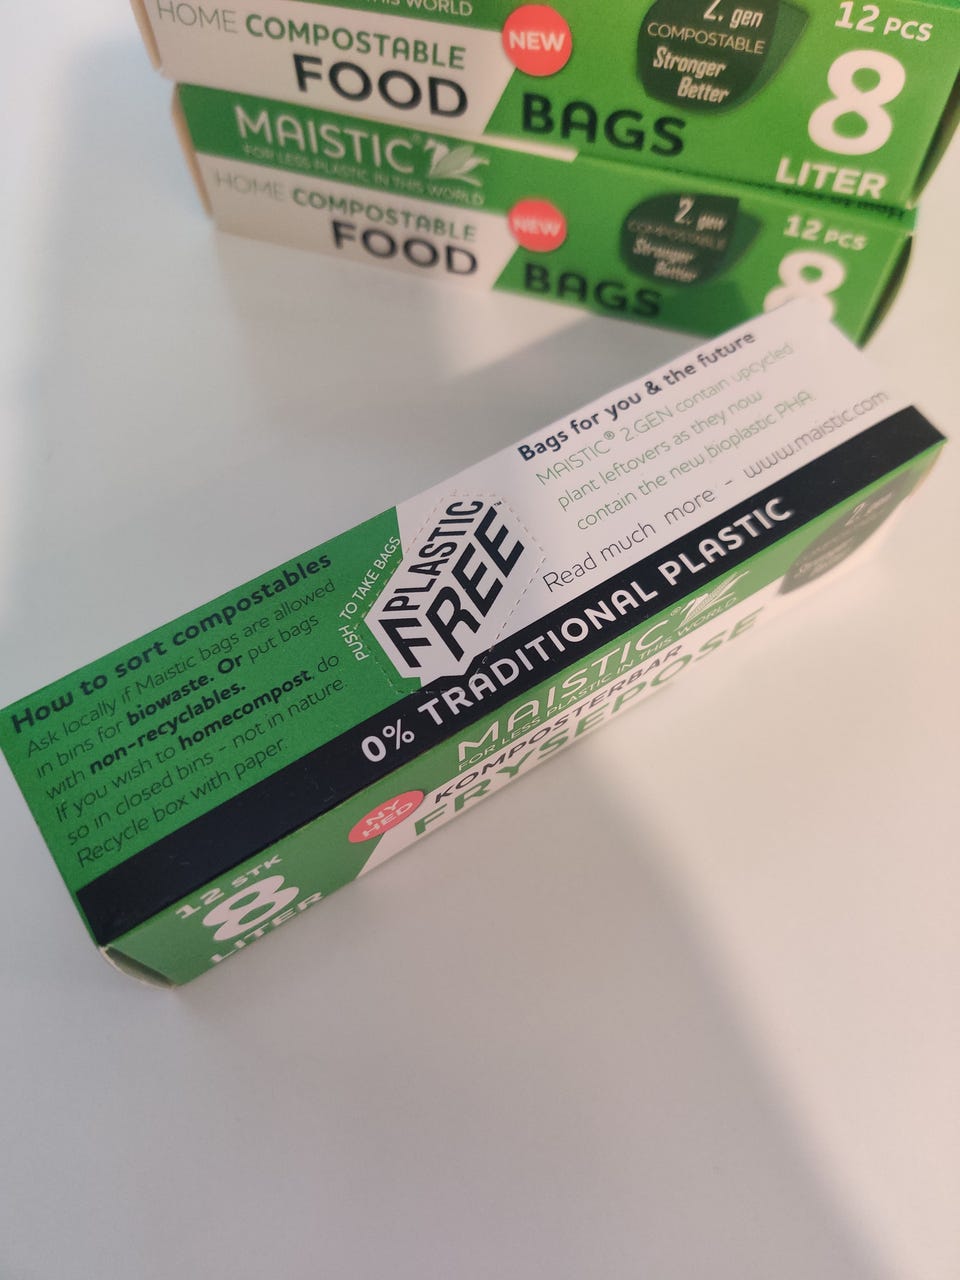 THIS WORLD
HOME COMPOSTABLE
FOOD
NEW
BAGS
2. gen
COMPOSTABLE
Stronger
Better
12 PCS
8
LITER
MAISTIC®
FOR LESS PLASTIC IN THIS WORLD
HOME COMPOSTABLE
FOOD
NEW
BAGS
2. gen
COMPOSTABLE
Stronger
Better
12 PCS
8
How to sort compostables
Ask locally if Maistic bags are allowed
in bins for biowaste. Or put bags
with non-recyclables.
If you wish to homecompost, do
so in closed bins - not in nature.
Recycle box with paper.
PUSH TO TAKE BAGS
PLASTIC
FREE
Bags for you & the future
MAISTIC® 2.GEN contain upcycled
plant leftovers as they now
contain the new bioplastic PHA.
Read much more - www.maistic.com
0% TRADITIONAL PLASTIC
MAISTIC®
FOR LESS PLASTIC IN THIS WORLD
KOMPOSTERBAR
FRYSEPOSE
NYHED
12 STK
8
LITER
2. gen